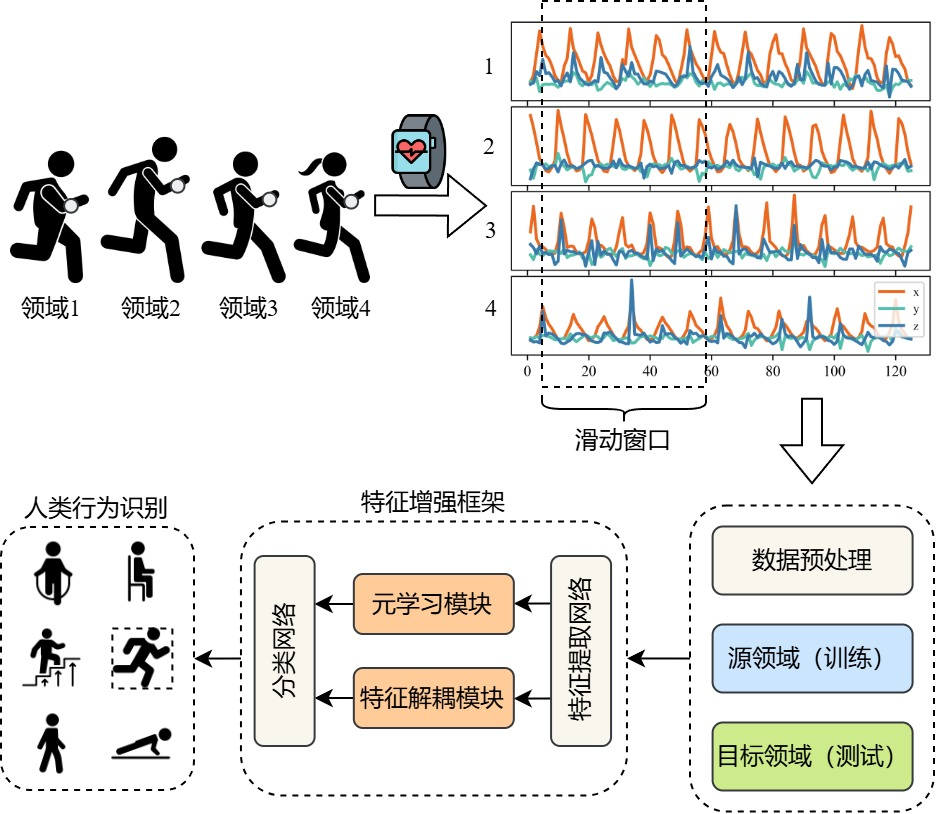 1
2
3
4
x
y
z
0 20 40 60 80 100 120
领域1 领域2 领域3 领域4
滑动窗口
人类行为识别
特征增强框架
分类网络
元学习模块
特征解耦模块
特征提取网络
数据预处理
源领域（训练）
目标领域（测试）